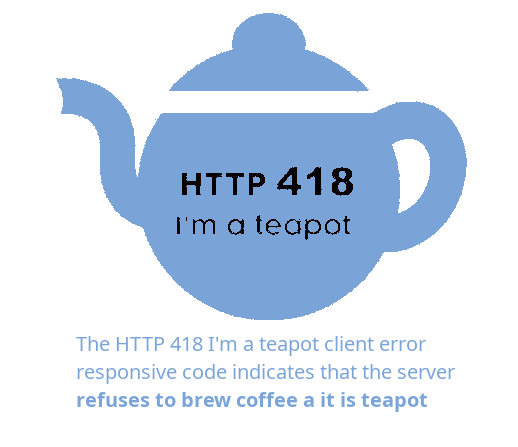 HTTP 418
I'm a teapot
The HTTP 418 I'm a teapot client error
responsive code indicates that the server
refuses to brew coffee a it is teapot